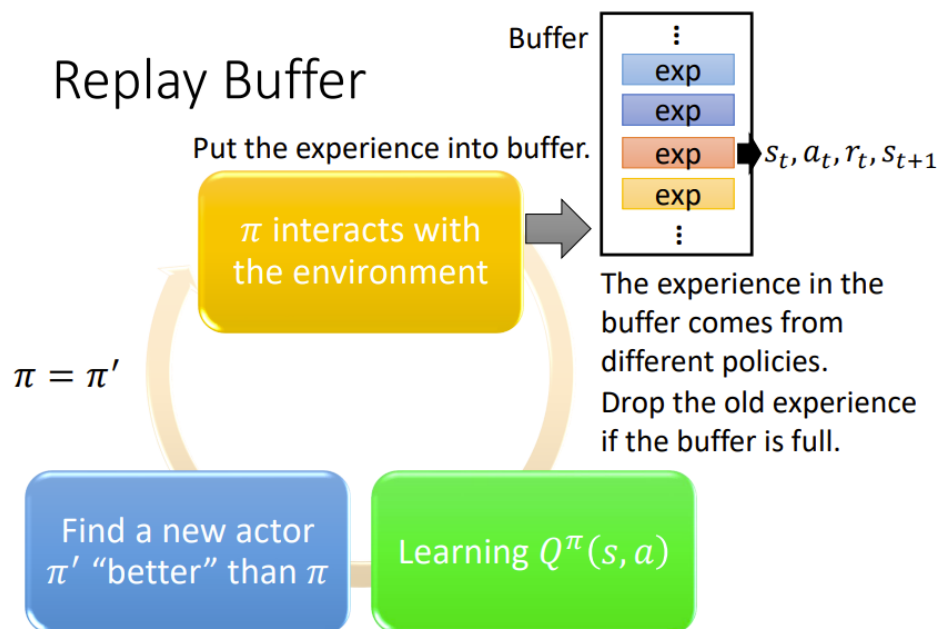 Replay Buffer
Buffer
⋮
exp
exp
exp
exp
⋮
s_t, a_t, r_t, s_{t+1}
Put the experience into buffer.
π interacts with
the environment
The experience in the
buffer comes from
different policies.
Drop the old experience
if the buffer is full.
π = π′
Find a new actor
π′ “better” than π
Learning Q^π(s, a)